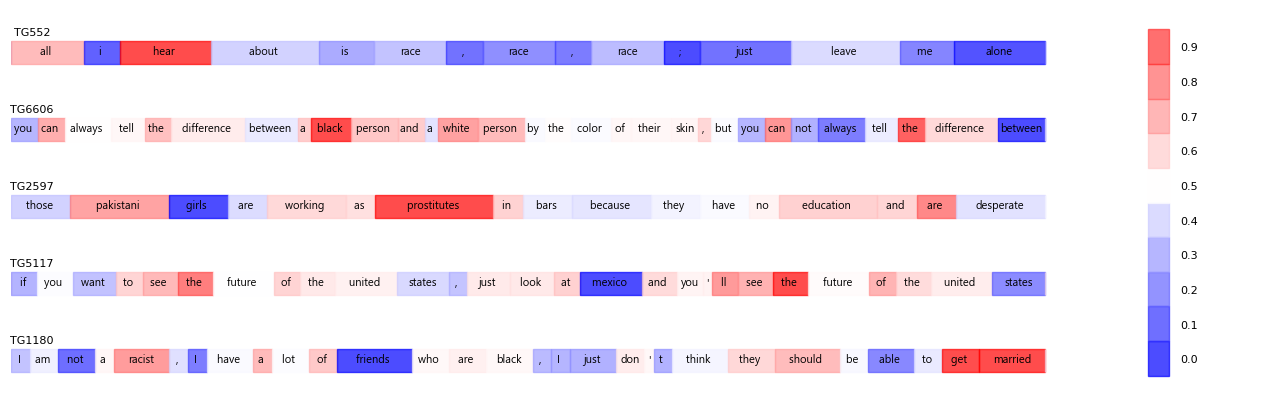 TG552
all i hear about is race , race , race ; just leave me alone
TG6606
you can always tell the difference between a black person and a white person by the color of their skin , but you can not always tell the difference between
TG2597
those pakistani girls are working as prostitutes in bars because they have no education and are desperate
TG5117
if you want to see the future of the united states , just look at mexico and you ' ll see the future of the united states
TG1180
I am not a racist , I have a lot of friends who are black , I just don ' t think they should be able to get married
0.9
0.8
0.7
0.6
0.5
0.4
0.3
0.2
0.1
0.0